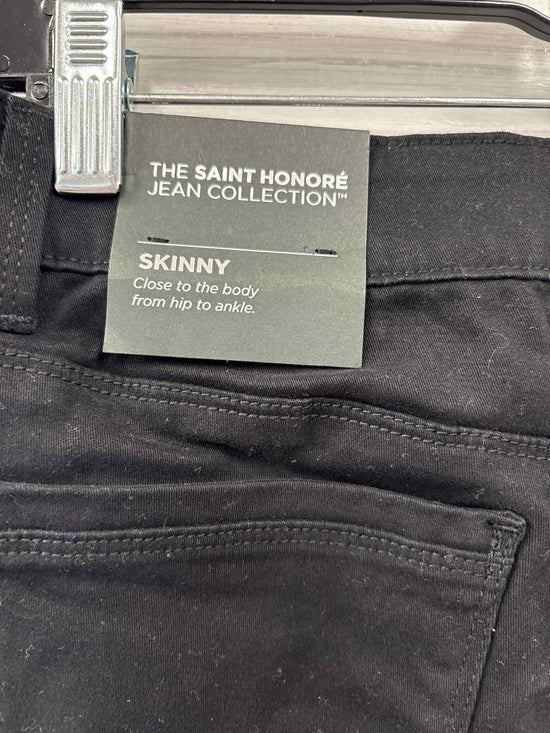 THE SAINT HONORÉ
JEAN COLLECTION™
SKINNY
Close to the body
from hip to ankle.